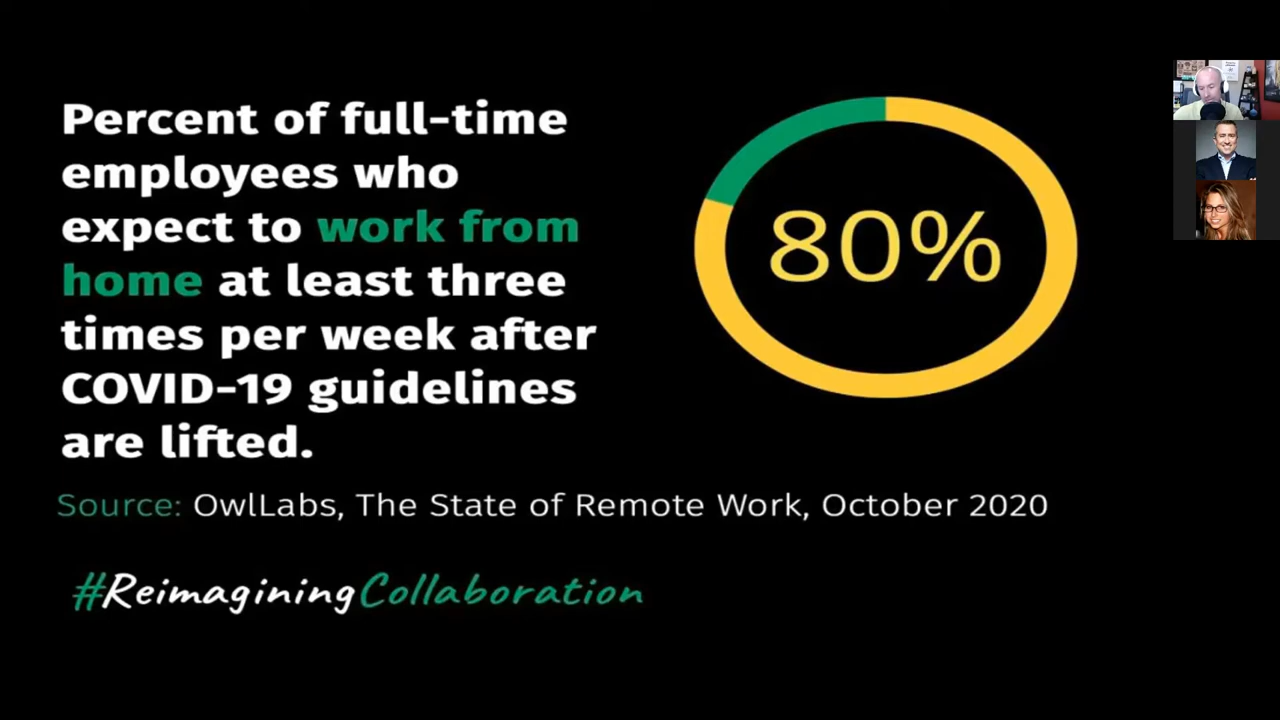 Percent of full-time
employees who
expect to work from
home at least three
times per week after
COVID-19 guidelines
are lifted.
80%
Source: OwlLabs, The State of Remote Work, October 2020
#ReimaginingCollaboration